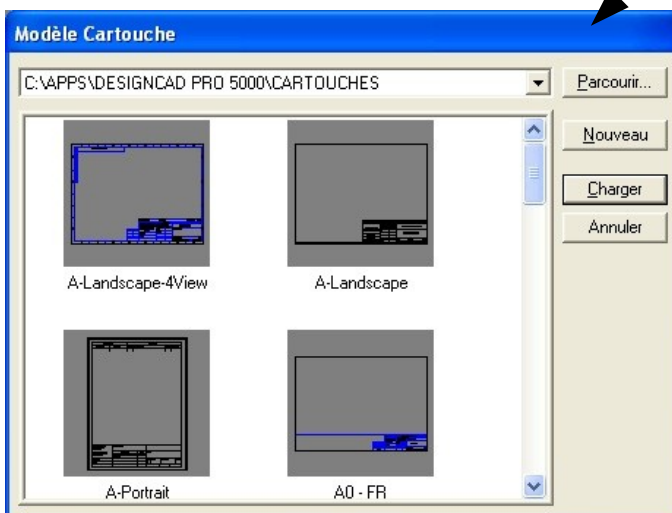 Modèle Cartouche
C:\APPS\DESIGNCAD PRO 5000\CARTOUCHES
Parcourir...
Nouveau
Charger
Annuler
A-Landscape-4View
A-Landscape
A-Portrait
A0 - FR